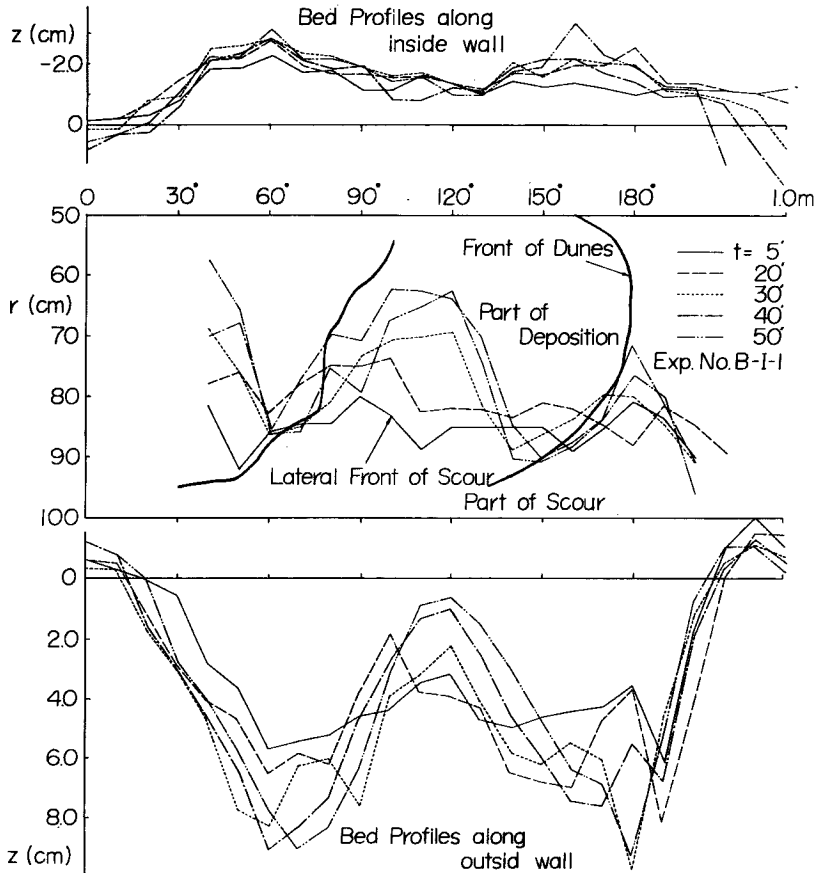 z (cm)
Bed Profiles along
inside wall
-2.0
0
0 30° 60° 90° 120° 150° 180° 1.0m
50
60
r (cm)
70
80
90
100
Front of Dunes
Part of
Deposition
t= 5'
20'
30'
40'
50'
Exp. No. B-I-1
Lateral Front of Scour
Part of Scour
0
2.0
4.0
6.0
8.0
z (cm)
Bed Profiles along
outsid wall